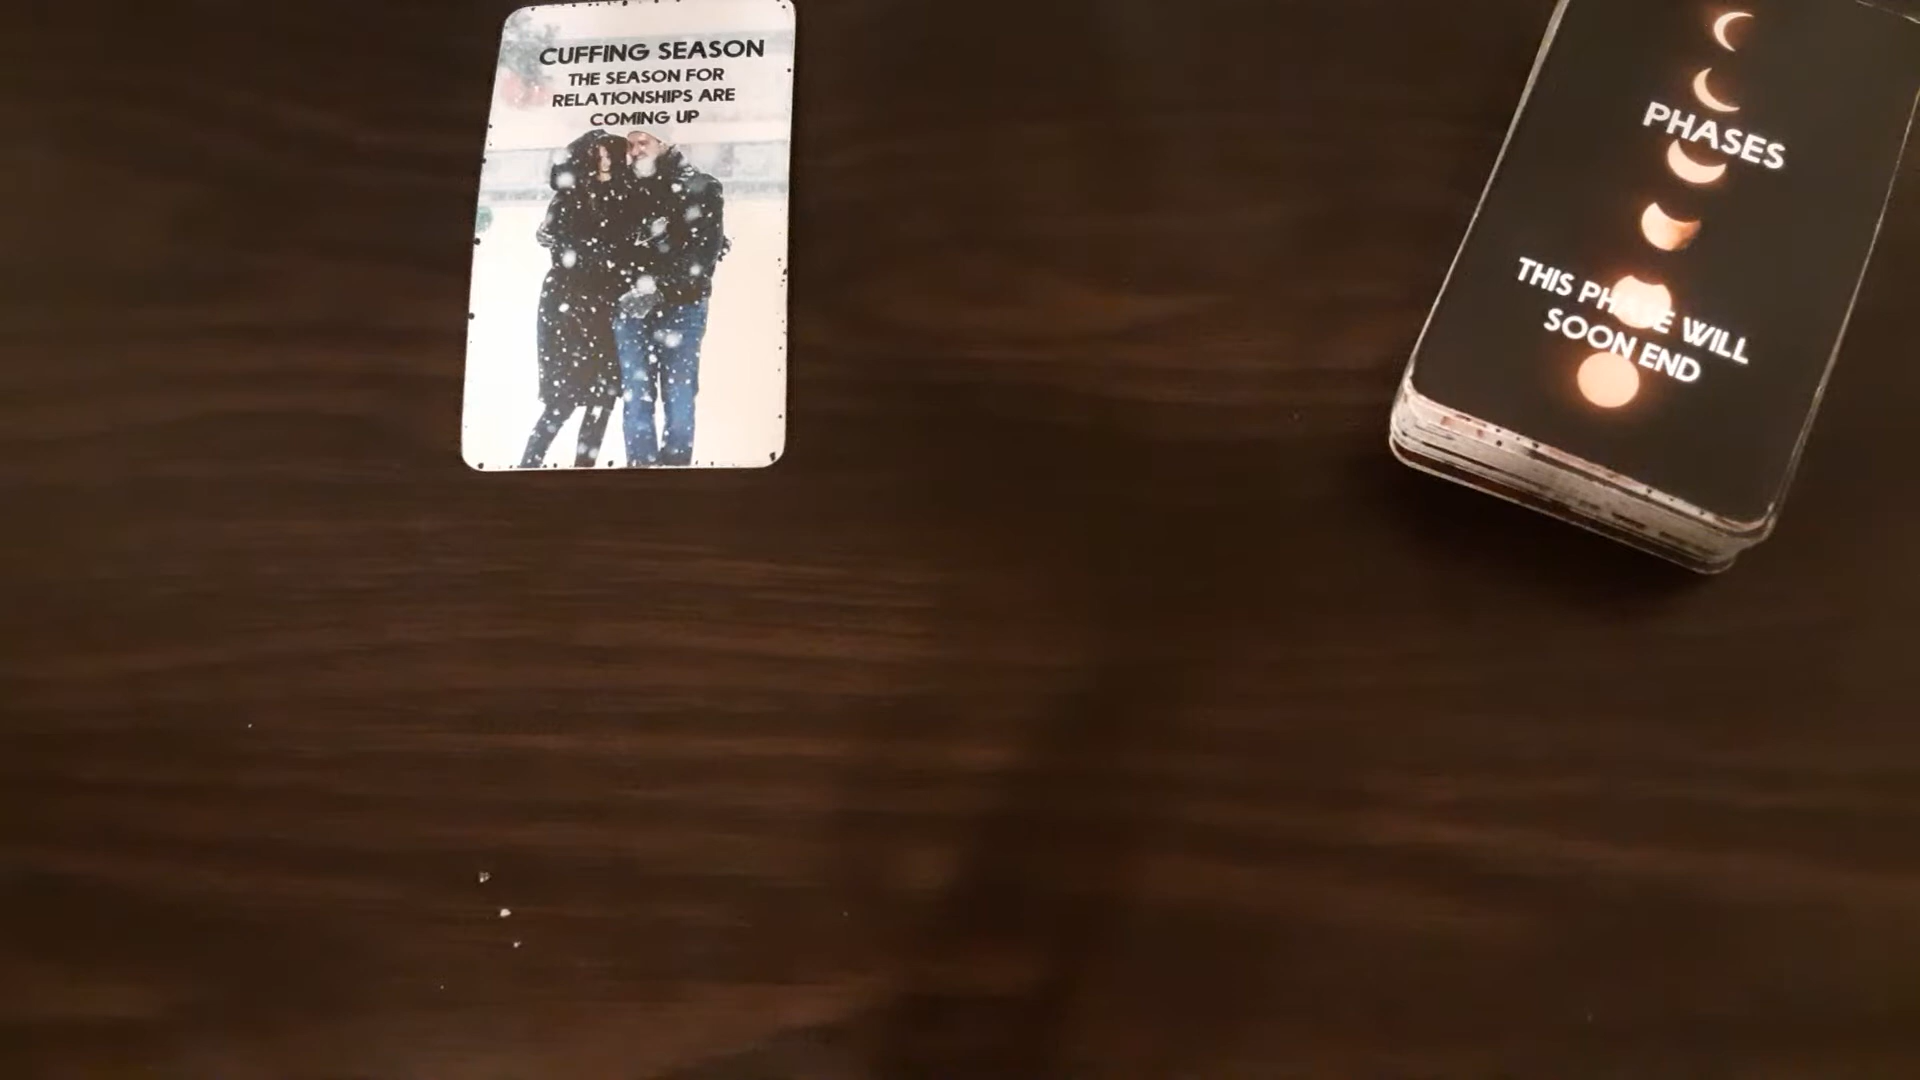 CUFFING SEASON
THE SEASON FOR
RELATIONSHIPS ARE
COMING UP
PHASES
THIS PHASE WILL
SOON END